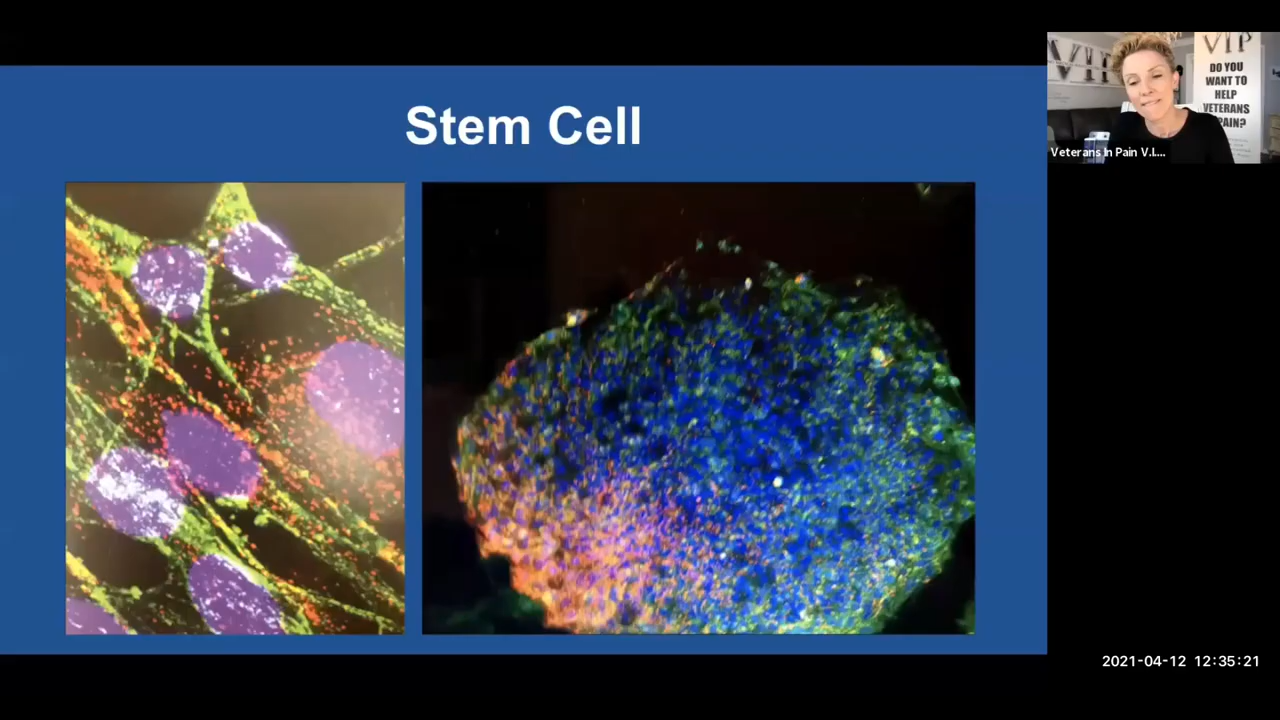 Stem Cell
VIP
VIP
DO YOU
WANT TO
HELP
VETERANS
PAIN?
Veterans In Pain V.I....
2021-04-12 12:35:21